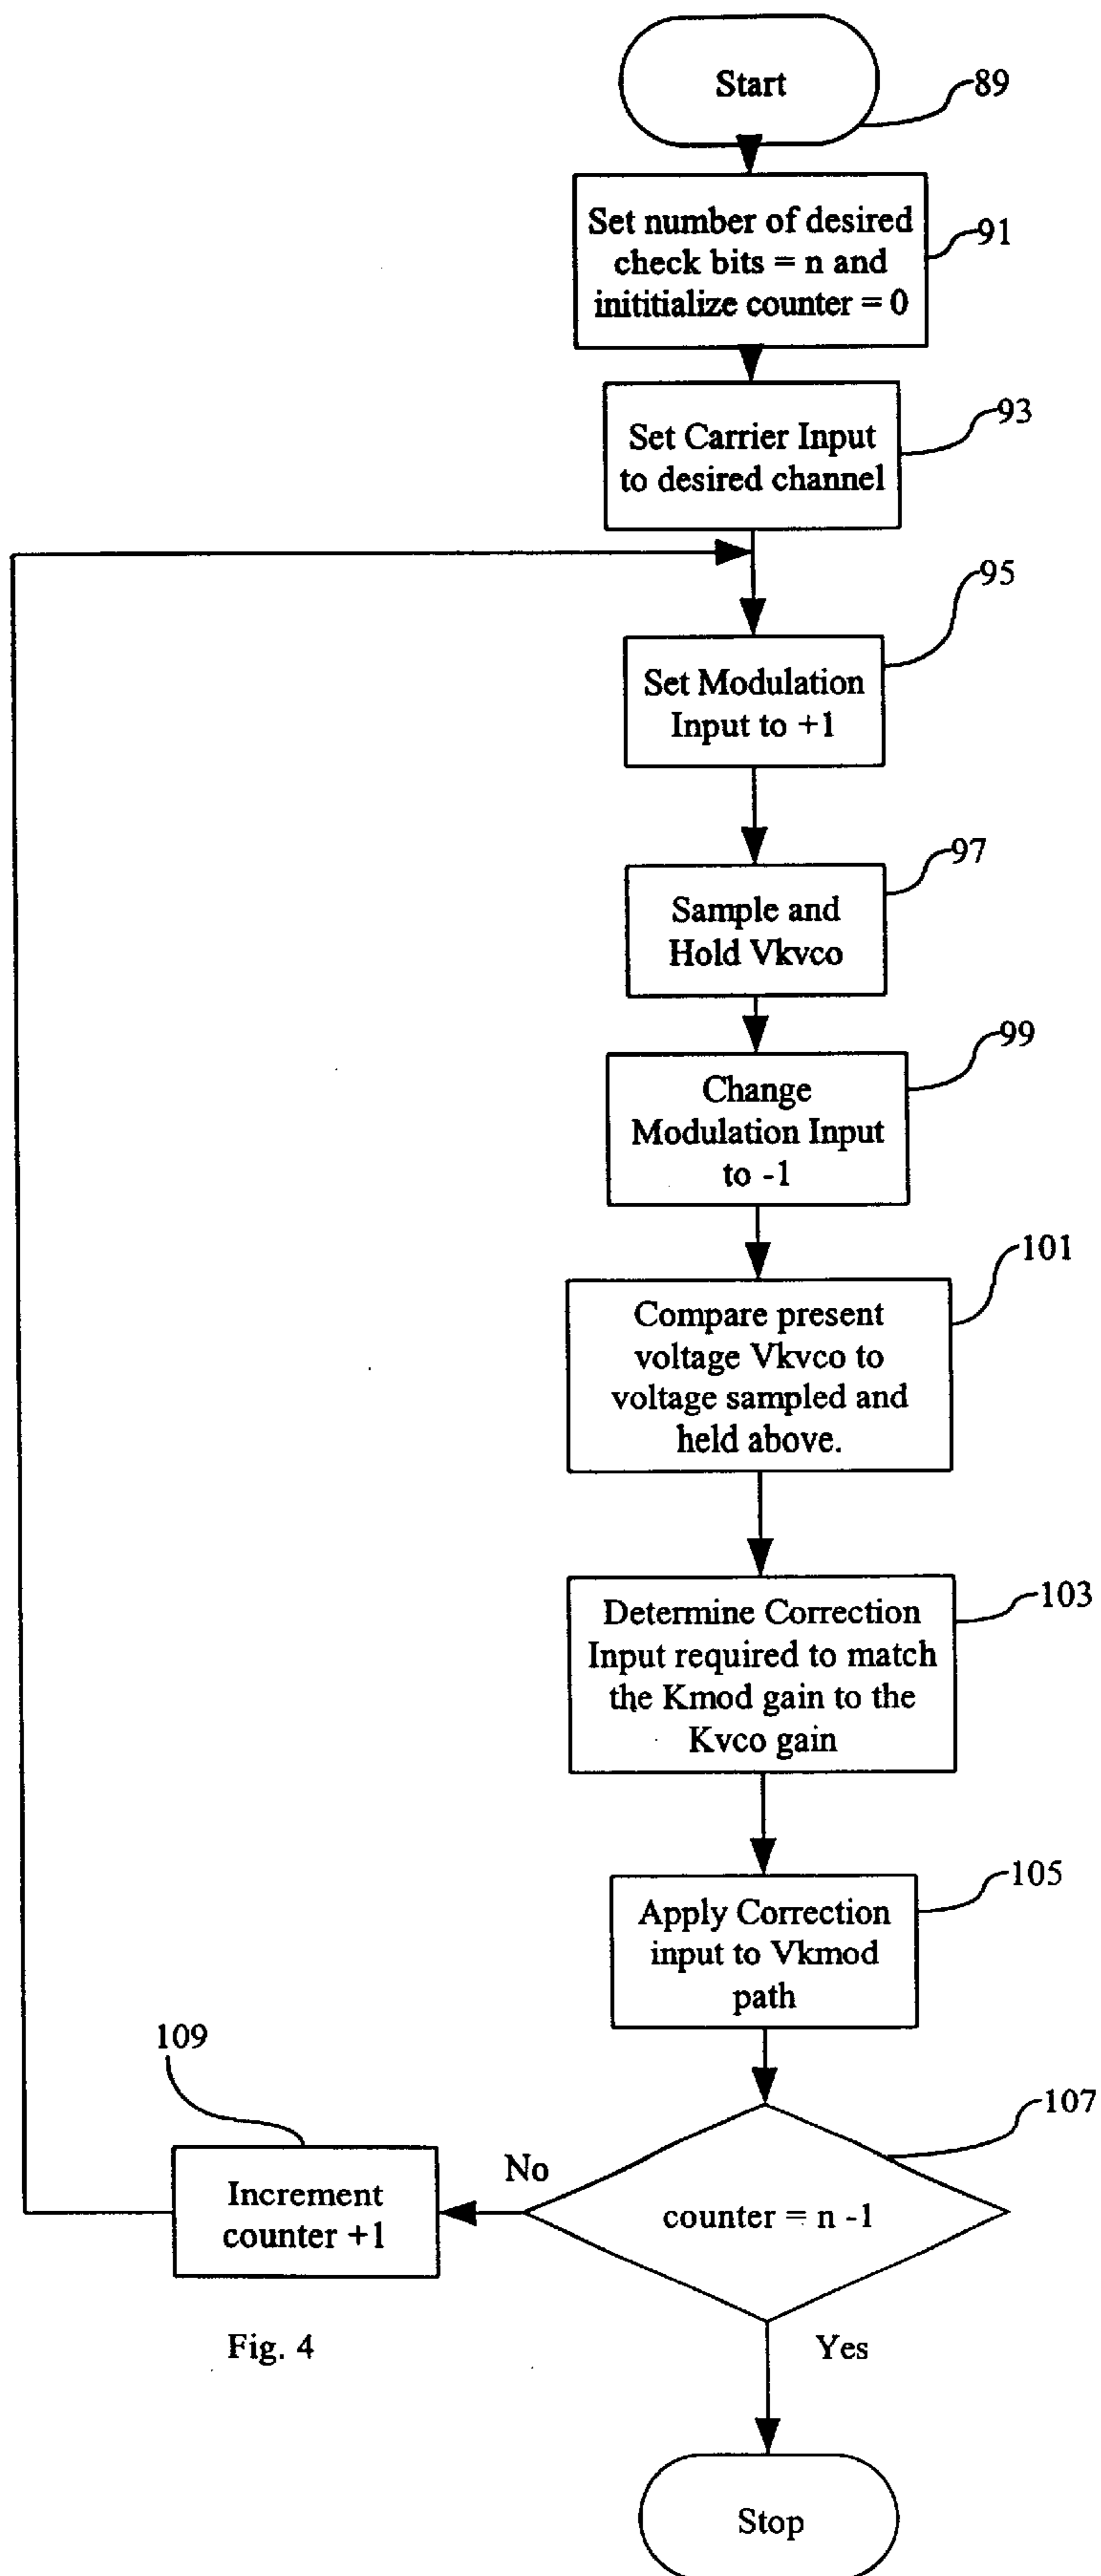 Start
89
Set number of desired
check bits = n and
inititialize counter = 0
91
Set Carrier Input
to desired channel
93
95
Set Modulation
Input to +1
97
Sample and
Hold Vkvco
99
Change
Modulation Input
to -1
101
Compare present
voltage Vkvco to
voltage sampled and
held above.
103
Determine Correction
Input required to match
the Kmod gain to the
Kvco gain
105
Apply Correction
input to Vkmod
path
109
107
No
Increment
counter +1
counter = n -1
Fig. 4
Yes
Stop